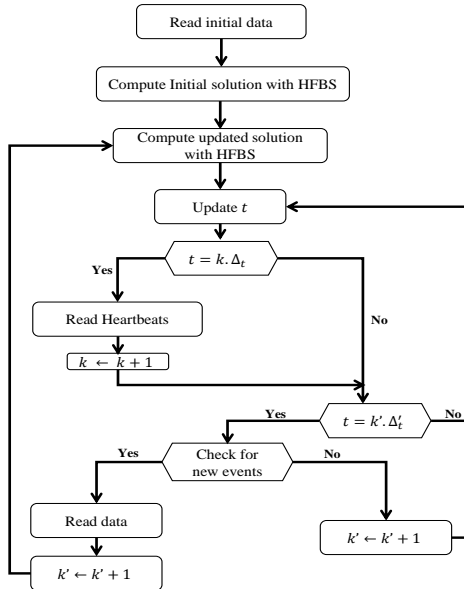 Read initial data
Compute Initial solution with HFBS
Compute updated solution
with HFBS
Update t
t = k. Δt
Yes
No
Read Heartbeats
k ← k + 1
Yes
t = k'. Δ't
No
Yes
Check for
new events
No
Read data
k' ← k' + 1
k' ← k' + 1